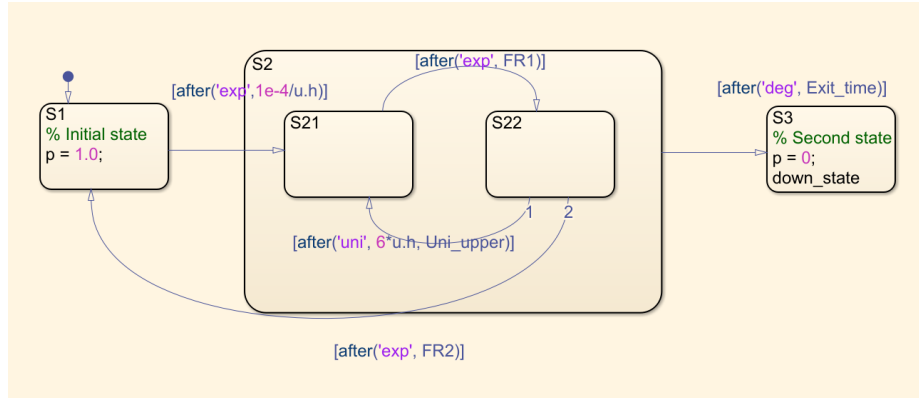 S2
[after('exp', FR1)]
[after('exp',1e-4/u.h)]
[after('deg', Exit_time)]
S1
% Initial state
p = 1.0;
S21
S22
S3
% Second state
p = 0;
down_state
1
2
[after('uni', 6*u.h, Uni_upper)]
[after('exp', FR2)]